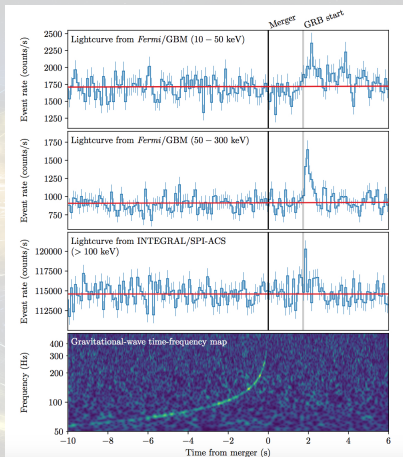 Merger
GRB start
Lightcurve from Fermi/GBM (10 − 50 keV)
Event rate (counts/s)
2500
2250
2000
1750
1500
1250
Lightcurve from Fermi/GBM (50 − 300 keV)
Event rate (counts/s)
1750
1500
1250
1000
750
Lightcurve from INTEGRAL/SPI-ACS
(> 100 keV)
Event rate (counts/s)
120000
117500
115000
112500
Gravitational-wave time-frequency map
Frequency (Hz)
400
300
200
100
50
−10 −8 −6 −4 −2 0 2 4 6
Time from merger (s)